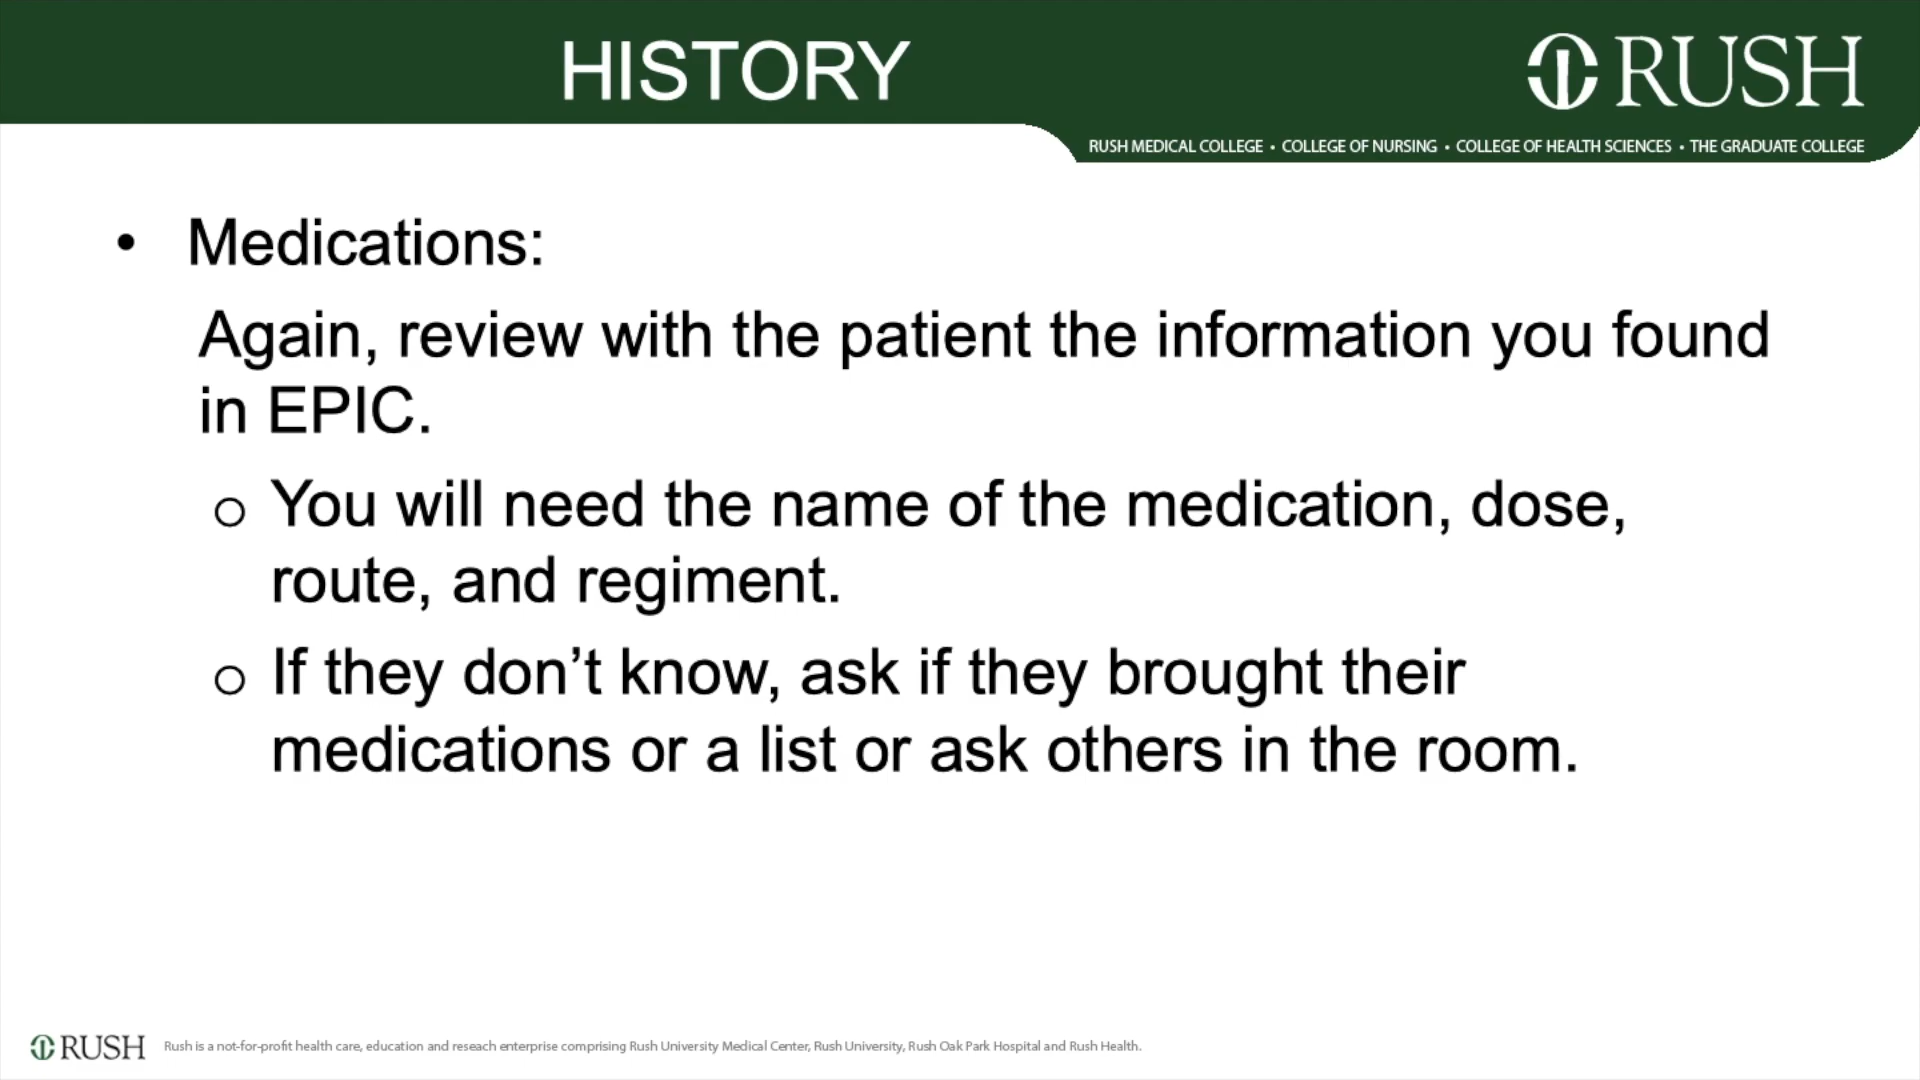 HISTORY
RUSH
RUSH MEDICAL COLLEGE • COLLEGE OF NURSING • COLLEGE OF HEALTH SCIENCES • THE GRADUATE COLLEGE
• Medications:
Again, review with the patient the information you found
in EPIC.
o You will need the name of the medication, dose,
route, and regiment.
o If they don’t know, ask if they brought their
medications or a list or ask others in the room.
RUSH Rush is a not-for-profit health care, education and reseach enterprise comprising Rush University Medical Center, Rush University, Rush Oak Park Hospital and Rush Health.